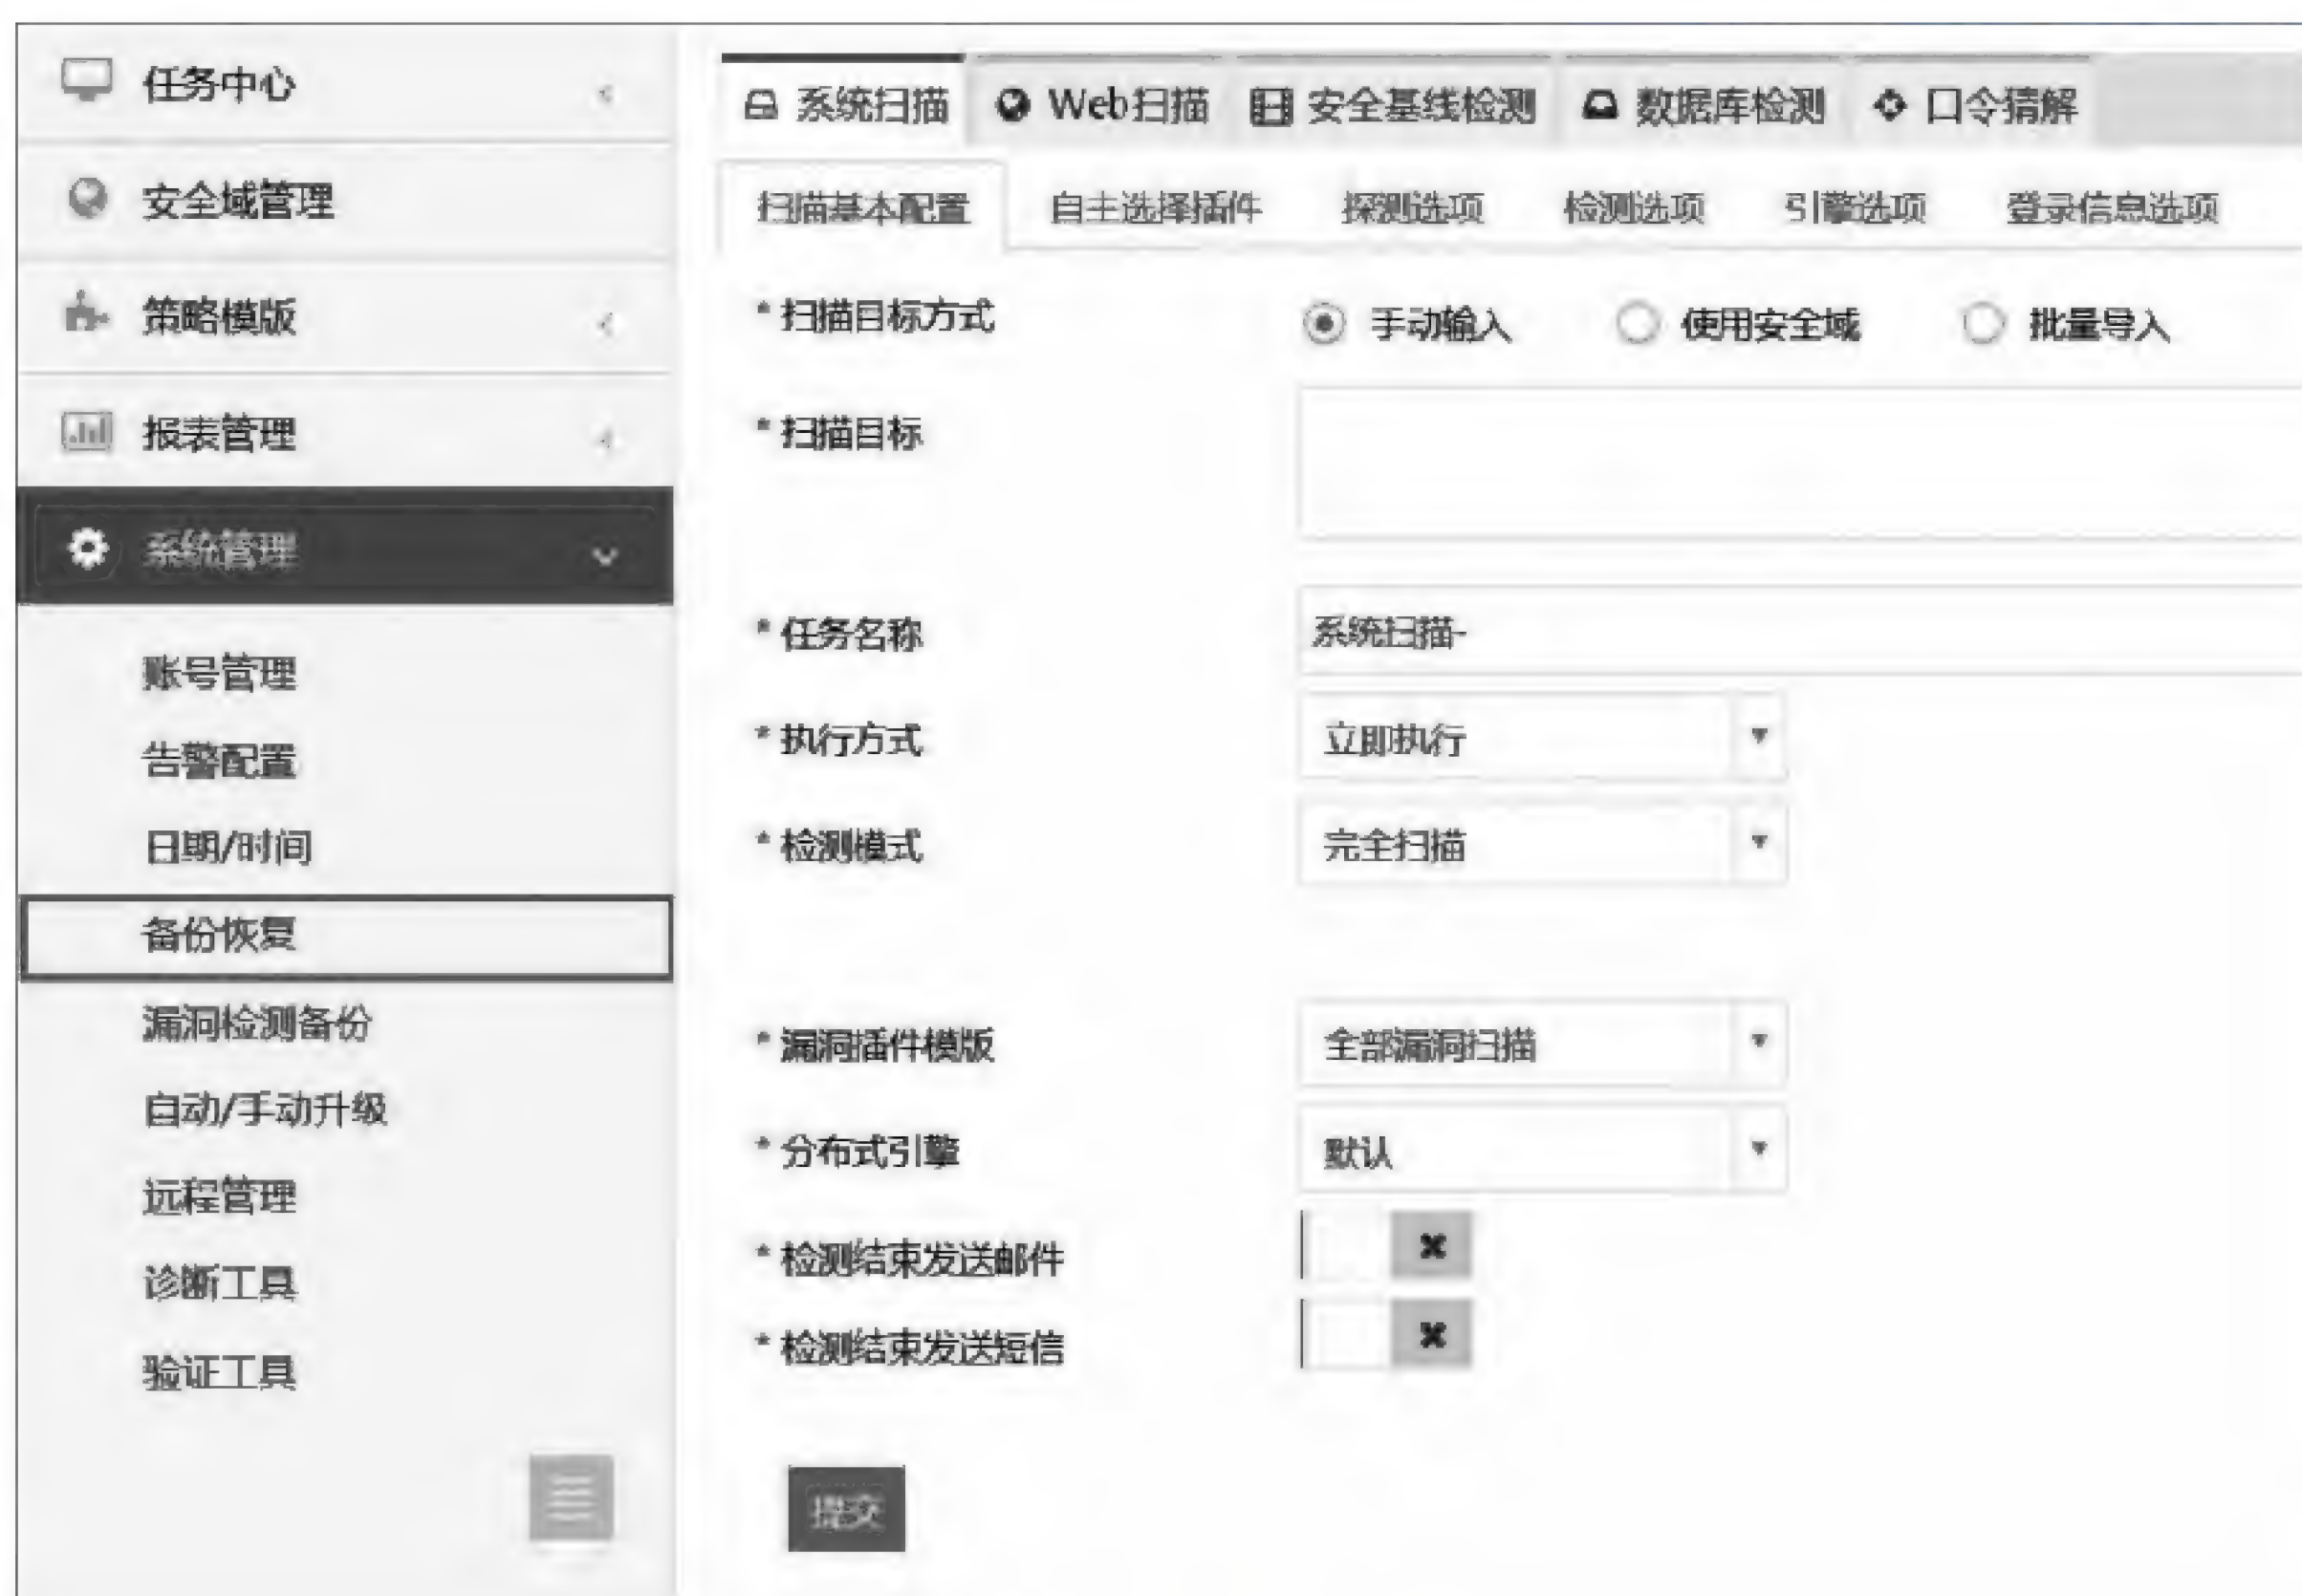 任务中心
安全域管理
策略模版
报表管理
系统管理
账号管理
告警配置
日期/时间
备份恢复
漏洞检测备份
自动/手动升级
远程管理
诊断工具
验证工具
系统扫描 Web扫描 安全基线检测 数据库检测 口令猜解
扫描基本配置 自主选择插件 探测选项 检测选项 引擎选项 登录信息选项
* 扫描目标方式 手动输入 使用安全域 批量导入
* 扫描目标
* 任务名称 系统扫描-
* 执行方式 立即执行
* 检测模式 完全扫描
* 漏洞插件模版 全部漏洞扫描
* 分布式引擎 默认
* 检测结束发送邮件
* 检测结束发送短信
提交